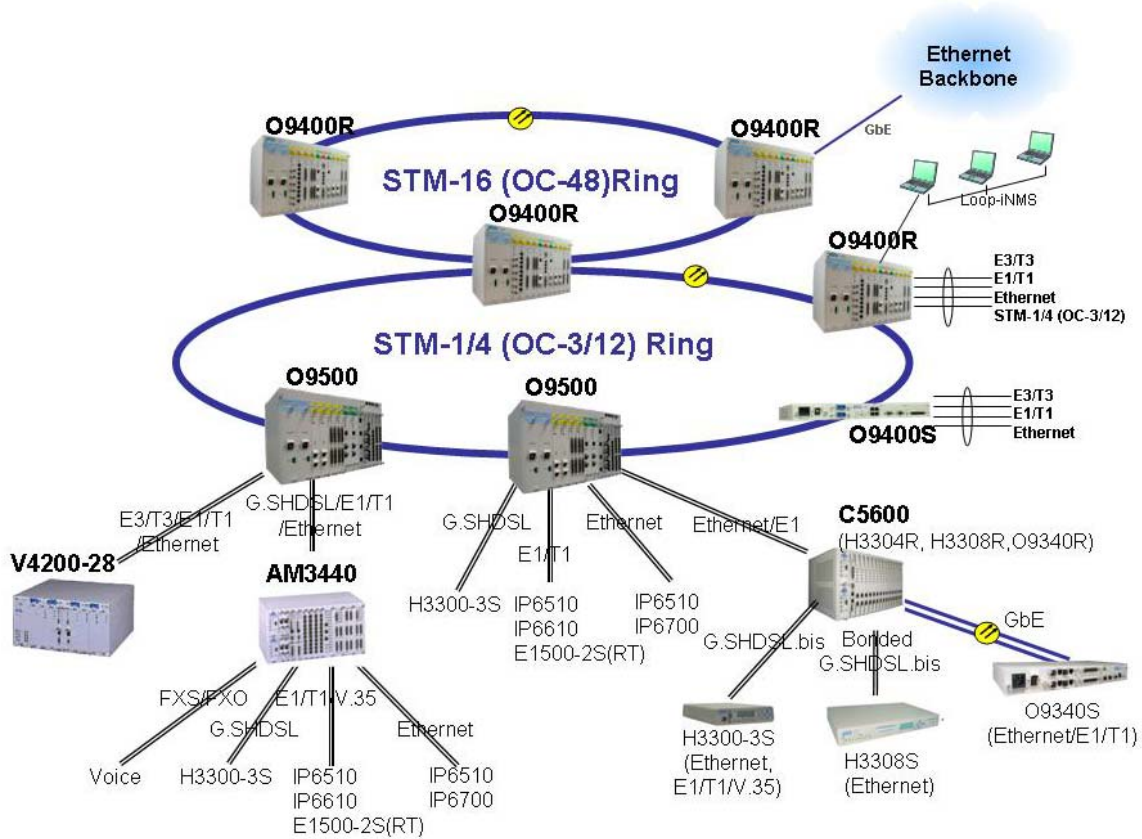 Ethernet
Backbone
O9400R
O9400R
GbE
STM-16 (OC-48)Ring
Loop-iNMS
O9400R
O9400R
E3/T3
E1/T1
Ethernet
STM-1/4 (OC-3/12)
STM-1/4 (OC-3/12) Ring
O9500
O9500
E3/T3
E1/T1
Ethernet
O9400S
E3/T3/E1/T1
/Ethernet
G.SHDSL/E1/T1
/Ethernet
G.SHDSL
E1/T1
Ethernet
Ethernet/E1
C5600
(H3304R, H3308R,O9340R)
V4200-28
AM3440
H3300-3S
IP6510
IP6610
E1500-2S(RT)
IP6510
IP6700
G.SHDSL.bis
Bonded
G.SHDSL.bis
GbE
FXS/FXO
G.SHDSL
E1/T1/V.35
Ethernet
Voice
H3300-3S
IP6510
IP6610
E1500-2S(RT)
IP6510
IP6700
H3300-3S
(Ethernet,
E1/T1/V.35)
H3308S
(Ethernet)
O9340S
(Ethernet/E1/T1)